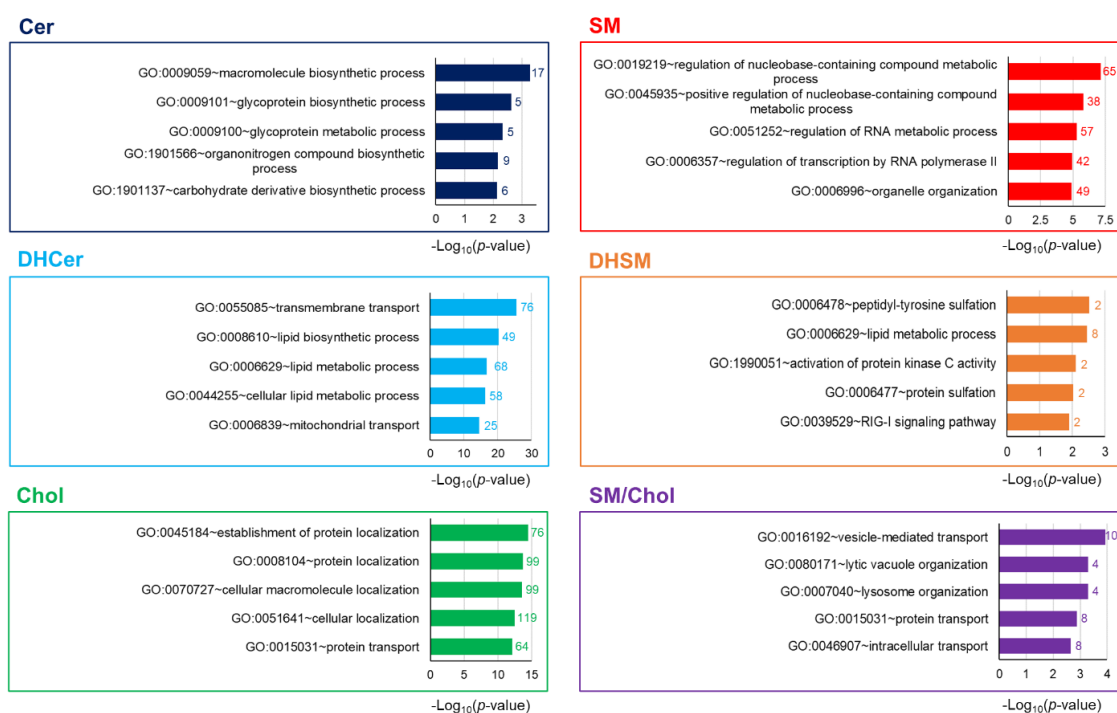 Cer
GO:0009059~macromolecule biosynthetic process 17
GO:0009101~glycoprotein biosynthetic process 5
GO:0009100~glycoprotein metabolic process 5
GO:1901566~organonitrogen compound biosynthetic
process 9
GO:1901137~carbohydrate derivative biosynthetic process 6
0 1 2 3
-Log10(p-value)
SM
GO:0019219~regulation of nucleobase-containing compound metabolic
process 65
GO:0045935~positive regulation of nucleobase-containing compound
metabolic process 38
GO:0051252~regulation of RNA metabolic process 57
GO:0006357~regulation of transcription by RNA polymerase II 42
GO:0006996~organelle organization 49
0 2.5 5 7.5
-Log10(p-value)
DHCer
GO:0055085~transmembrane transport 76
GO:0008610~lipid biosynthetic process 49
GO:0006629~lipid metabolic process 68
GO:0044255~cellular lipid metabolic process 58
GO:0006839~mitochondrial transport 25
0 10 20 30
-Log10(p-value)
DHSM
GO:0006478~peptidyl-tyrosine sulfation 2
GO:0006629~lipid metabolic process 8
GO:1990051~activation of protein kinase C activity 2
GO:0006477~protein sulfation 2
GO:0039529~RIG-I signaling pathway 2
0 1 2 3
-Log10(p-value)
Chol
GO:0045184~establishment of protein localization 76
GO:0008104~protein localization 99
GO:0070727~cellular macromolecule localization 99
GO:0051641~cellular localization 119
GO:0015031~protein transport 64
0 5 10 15
-Log10(p-value)
SM/Chol
GO:0016192~vesicle-mediated transport 10
GO:0080171~lytic vacuole organization 4
GO:0007040~lysosome organization 4
GO:0015031~protein transport 8
GO:0046907~intracellular transport 8
0 1 2 3 4
-Log10(p-value)